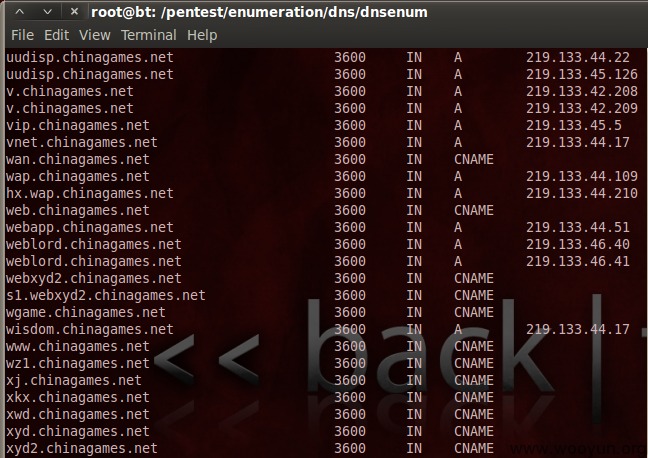 root@bt: /pentest/enumeration/dns/dnsenum
File Edit View Terminal Help
uudisp.chinagames.net 3600 IN A 219.133.44.22
uudisp.chinagames.net 3600 IN A 219.133.45.126
v.chinagames.net 3600 IN A 219.133.42.208
v.chinagames.net 3600 IN A 219.133.42.209
vip.chinagames.net 3600 IN A 219.133.45.5
vnet.chinagames.net 3600 IN A 219.133.44.17
wan.chinagames.net 3600 IN CNAME
wap.chinagames.net 3600 IN A 219.133.44.109
hx.wap.chinagames.net 3600 IN A 219.133.44.210
web.chinagames.net 3600 IN CNAME
webapp.chinagames.net 3600 IN A 219.133.44.51
weblord.chinagames.net 3600 IN A 219.133.46.40
weblord.chinagames.net 3600 IN A 219.133.46.41
webxyd2.chinagames.net 3600 IN CNAME
s1.webxyd2.chinagames.net 3600 IN CNAME
wgame.chinagames.net 3600 IN CNAME
wisdom.chinagames.net 3600 IN A 219.133.44.17
www.chinagames.net 3600 IN CNAME
wz1.chinagames.net 3600 IN CNAME
xj.chinagames.net 3600 IN CNAME
xkx.chinagames.net 3600 IN CNAME
xwd.chinagames.net 3600 IN CNAME
xyd.chinagames.net 3600 IN CNAME
xyd2.chinagames.net 3600 IN CNAME
<< back |
www.wooyun.org